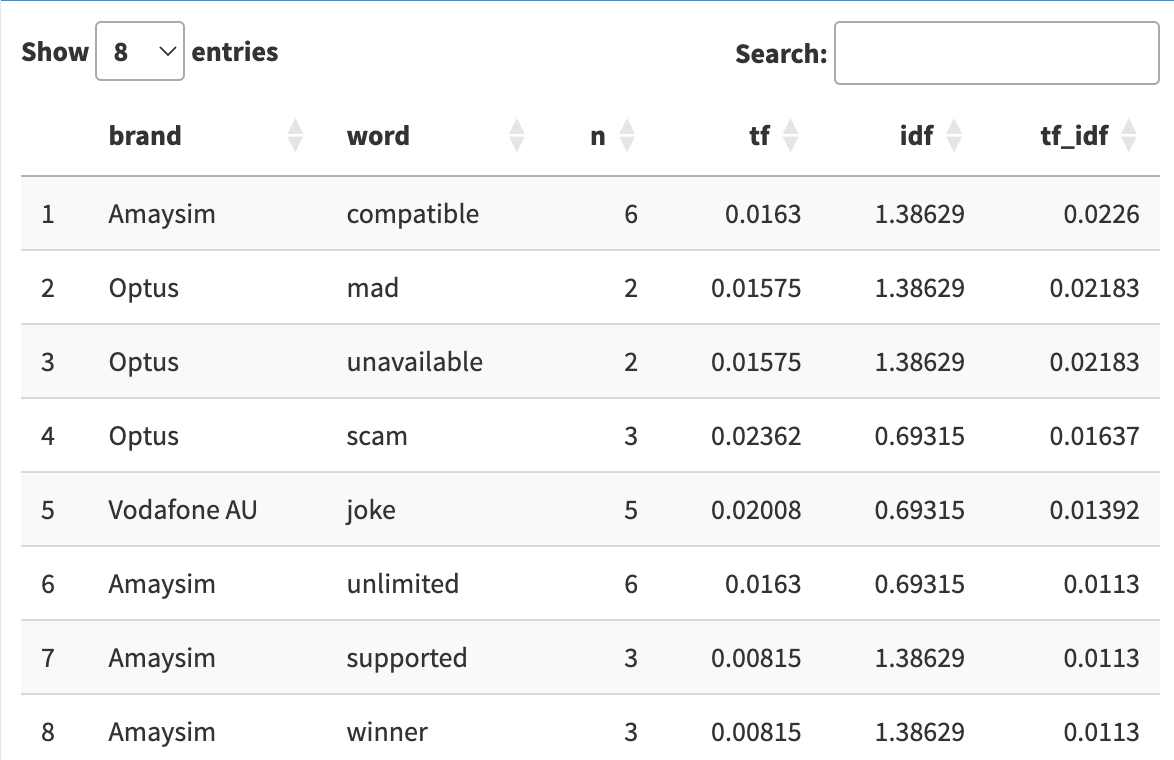 Show 8 entries Search:
brand word n tf idf tf_idf
1 Amaysim compatible 6 0.0163 1.38629 0.0226
2 Optus mad 2 0.01575 1.38629 0.02183
3 Optus unavailable 2 0.01575 1.38629 0.02183
4 Optus scam 3 0.02362 0.69315 0.01637
5 Vodafone AU joke 5 0.02008 0.69315 0.01392
6 Amaysim unlimited 6 0.0163 0.69315 0.0113
7 Amaysim supported 3 0.00815 1.38629 0.0113
8 Amaysim winner 3 0.00815 1.38629 0.0113